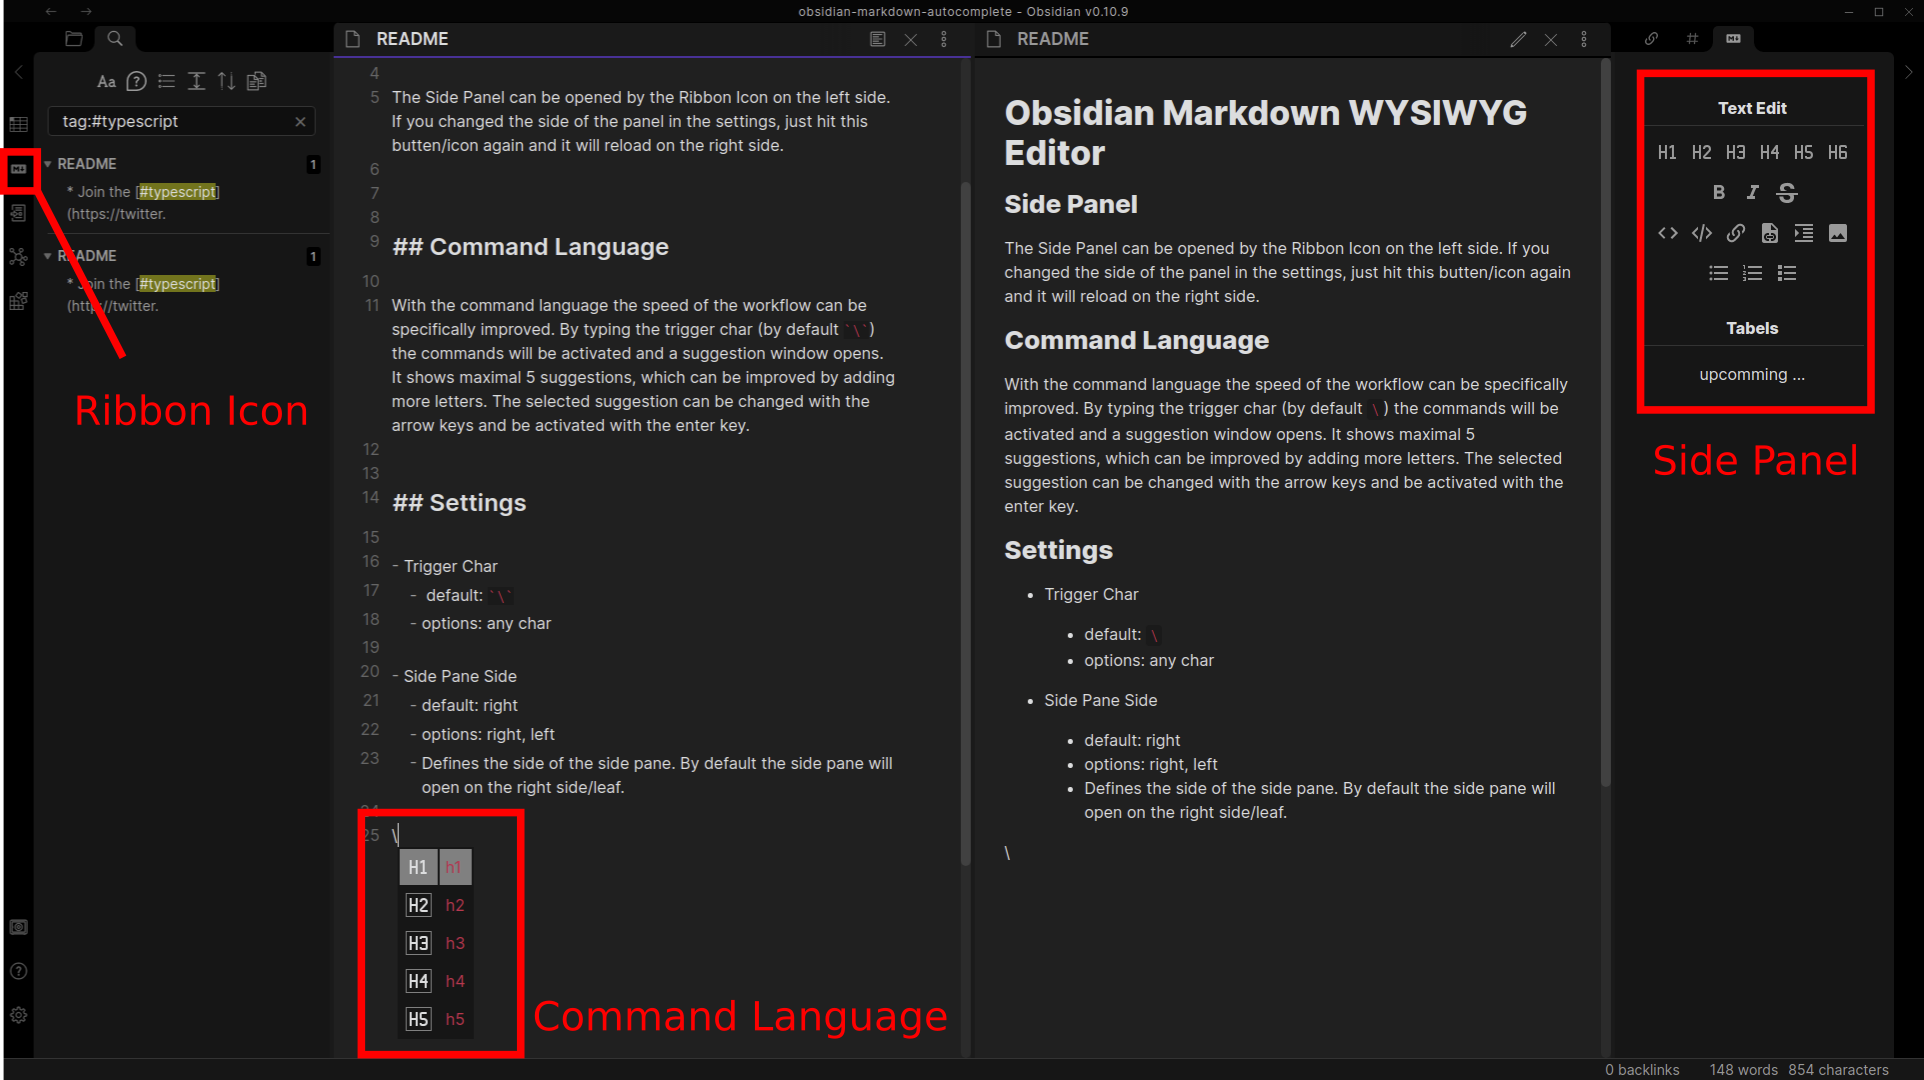 obsidian-markdown-autocomplete - Obsidian v0.10.9
Aa
tag:#typescript
README 1
* Join the [#typescript]
(https://twitter.
README 1
* Join the [#typescript]
(http://twitter.
Ribbon Icon
README
4
5 The Side Panel can be opened by the Ribbon Icon on the left side.
If you changed the side of the panel in the settings, just hit this
butten/icon again and it will reload on the right side.
6
7
8
9 ## Command Language
10
11 With the command language the speed of the workflow can be
specifically improved. By typing the trigger char (by default `\`)
the commands will be activated and a suggestion window opens.
It shows maximal 5 suggestions, which can be improved by adding
more letters. The selected suggestion can be changed with the
arrow keys and be activated with the enter key.
12
13
14 ## Settings
15
16 - Trigger Char
17 - default: `\`
18 - options: any char
19
20 - Side Pane Side
21 - default: right
22 - options: right, left
23 - Defines the side of the side pane. By default the side pane will
open on the right side/leaf.
24
25 \
H1 h1
H2 h2
H3 h3
H4 h4
H5 h5
Command Language
README
Obsidian Markdown WYSIWYG
Editor
Side Panel
The Side Panel can be opened by the Ribbon Icon on the left side. If you
changed the side of the panel in the settings, just hit this butten/icon again
and it will reload on the right side.
Command Language
With the command language the speed of the workflow can be specifically
improved. By typing the trigger char (by default \ ) the commands will be
activated and a suggestion window opens. It shows maximal 5
suggestions, which can be improved by adding more letters. The selected
suggestion can be changed with the arrow keys and be activated with the
enter key.
Settings
• Trigger Char
• default: \
• options: any char
• Side Pane Side
• default: right
• options: right, left
• Defines the side of the side pane. By default the side pane will
open on the right side/leaf.
\
Text Edit
H1 H2 H3 H4 H5 H6
B I S
Tabels
upcomming ...
Side Panel
0 backlinks 148 words 854 characters